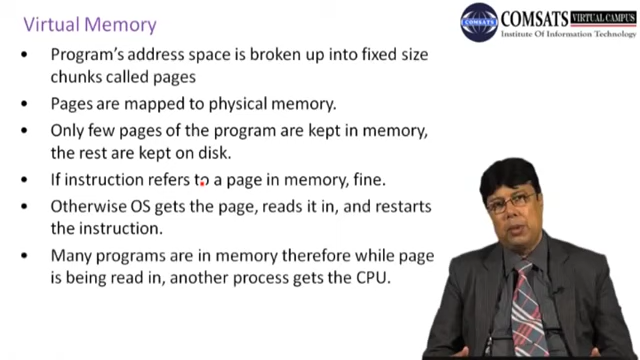 Virtual Memory
COMSATS VIRTUAL CAMPUS
Institute Of Information Technology
• Program's address space is broken up into fixed size
chunks called pages
• Pages are mapped to physical memory.
• Only few pages of the program are kept in memory,
the rest are kept on disk.
• If instruction refers to a page in memory, fine.
• Otherwise OS gets the page, reads it in, and restarts
the instruction.
• Many programs are in memory therefore while page
is being read in, another process gets the CPU.